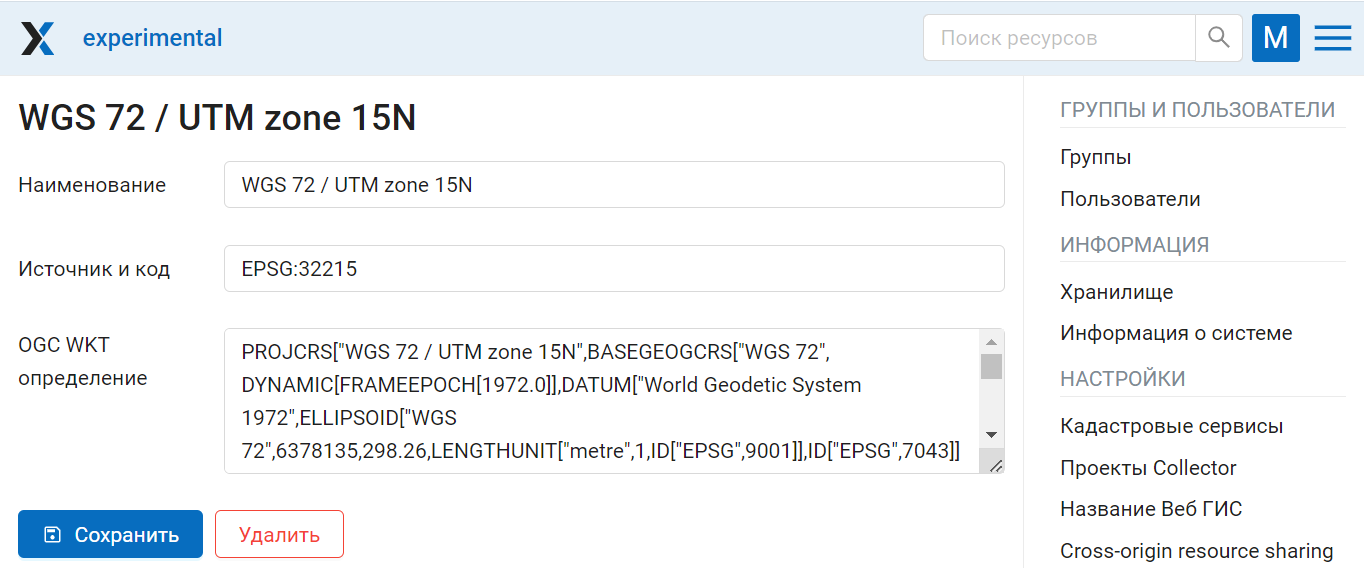 experimental
Поиск ресурсов
M
WGS 72 / UTM zone 15N
Наименование
WGS 72 / UTM zone 15N
Источник и код
EPSG:32215
OGC WKT
определение
PROJCRS["WGS 72 / UTM zone 15N",BASEGEOGCRS["WGS 72",
DYNAMIC[FRAMEEPOCH[1972.0]],DATUM["World Geodetic System
1972",ELLIPSOID["WGS
72",6378135,298.26,LENGTHUNIT["metre",1,ID["EPSG",9001]],ID["EPSG",7043]]
Сохранить
Удалить
ГРУППЫ И ПОЛЬЗОВАТЕЛИ
Группы
Пользователи
ИНФОРМАЦИЯ
Хранилище
Информация о системе
НАСТРОЙКИ
Кадастровые сервисы
Проекты Collector
Название Веб ГИС
Cross-origin resource sharing